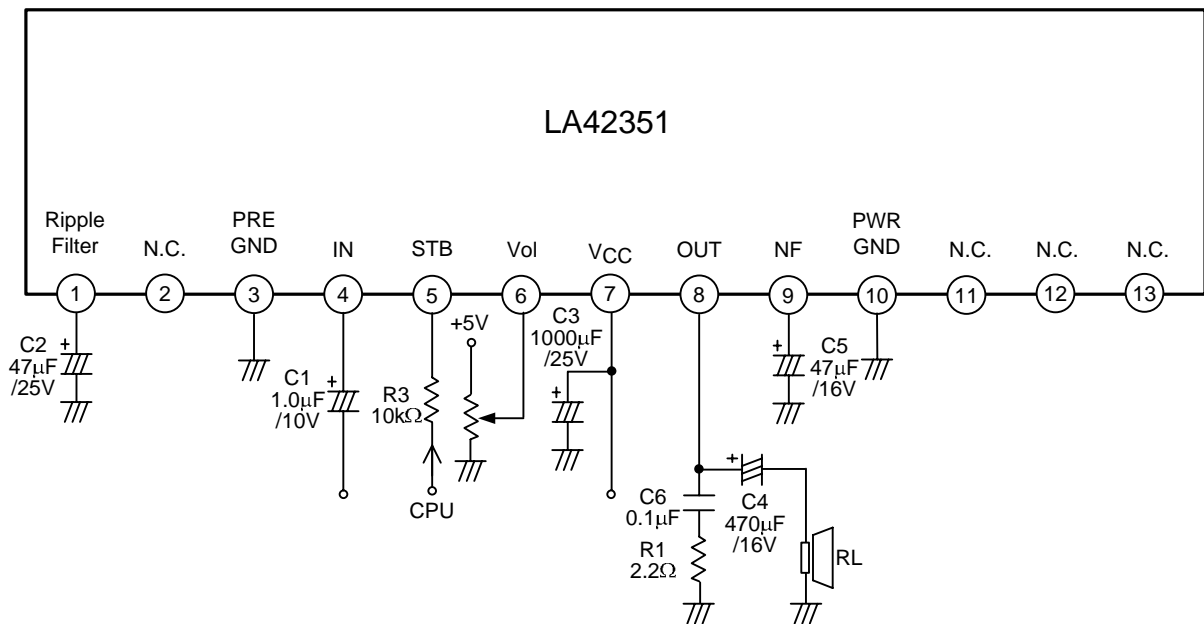 LA42351
Ripple
Filter
N.C.
PRE
GND
IN
STB
Vol
VCC
OUT
NF
PWR
GND
N.C.
N.C.
N.C.
1
2
3
4
5
6
7
8
9
10
11
12
13
C2
47μF
/25V
+
C1
1.0μF
/10V
+
R3
10kΩ
CPU
+5V
C3
1000μF
/25V
+
C6
0.1μF
R1
2.2Ω
+
C4
470μF
/16V
RL
+
C5
47μF
/16V